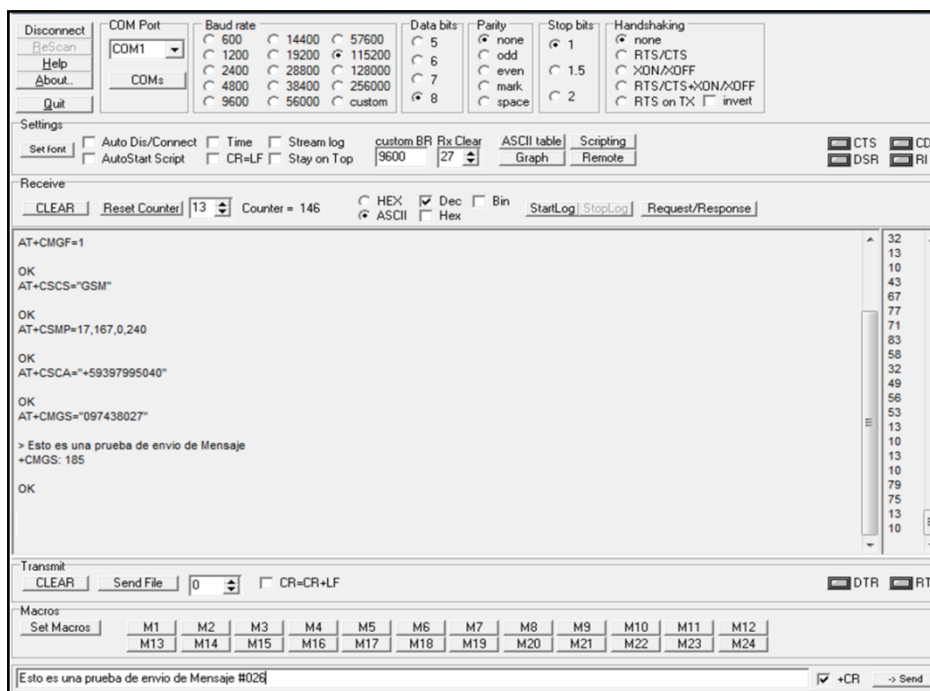 Disconnect
ReScan
Help
About..
Quit
COM Port
COM1
COMs
Baud rate
600 14400 57600
1200 19200 115200
2400 28800 128000
4800 38400 256000
9600 56000 custom
Data bits
5
6
7
8
Parity
none
odd
even
mark
space
Stop bits
1
1.5
2
Handshaking
none
RTS/CTS
XON/XOFF
RTS/CTS+XON/XOFF
RTS on TX invert
Settings
Set font
Auto Dis/Connect Time Stream log
AutoStart Script CR=LF Stay on Top
custom BR Rx Clear
9600 27
ASCII table Scripting
Graph Remote
CTS CD
DSR RI
Receive
CLEAR Reset Counter 13 Counter = 146
HEX Dec Bin
ASCII Hex
StartLog StopLog Request/Response
AT+CMGF=1
OK
AT+CSCS="GSM"
OK
AT+CSMP=17,167,0,240
OK
AT+CSCA="+59397995040"
OK
AT+CMGS="097438027"
> Esto es una prueba de envio de Mensaje
+CMGS: 185
OK
32
13
10
43
67
77
71
83
58
32
49
56
53
13
10
13
10
79
75
13
10
Transmit
CLEAR Send File 0 CR=CR+LF
DTR RT
Macros
Set Macros
M1 M2 M3 M4 M5 M6 M7 M8 M9 M10 M11 M12
M13 M14 M15 M16 M17 M18 M19 M20 M21 M22 M23 M24
Esto es una prueba de envio de Mensaje #026
+CR -> Send